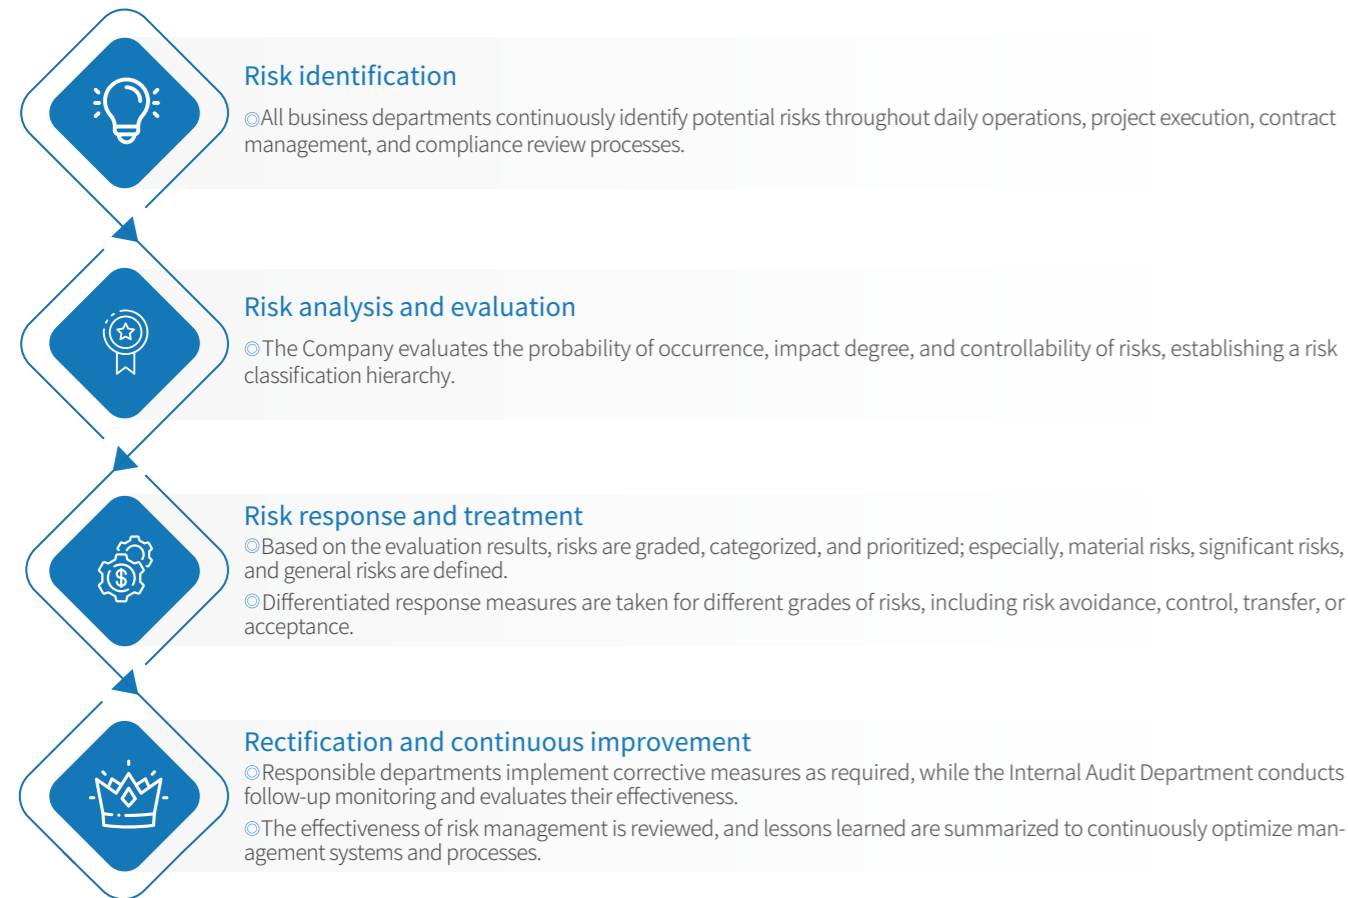 Risk identification
◎All business departments continuously identify potential risks throughout daily operations, project execution, contract
management, and compliance review processes.
Risk analysis and evaluation
◎The Company evaluates the probability of occurrence, impact degree, and controllability of risks, establishing a risk
classification hierarchy.
Risk response and treatment
◎Based on the evaluation results, risks are graded, categorized, and prioritized; especially, material risks, significant risks,
and general risks are defined.
◎Differentiated response measures are taken for different grades of risks, including risk avoidance, control, transfer, or
acceptance.
$
Rectification and continuous improvement
◎Responsible departments implement corrective measures as required, while the Internal Audit Department conducts
follow-up monitoring and evaluates their effectiveness.
◎The effectiveness of risk management is reviewed, and lessons learned are summarized to continuously optimize man-
agement systems and processes.